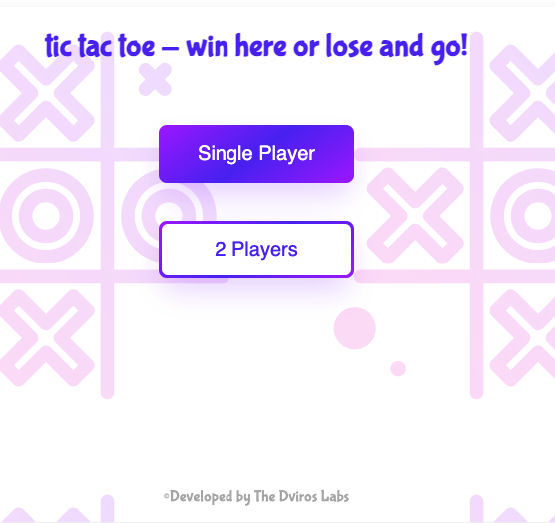 tic tac toe – win here or lose and go!
Single Player
2 Players
©Developed by The Dviros Labs